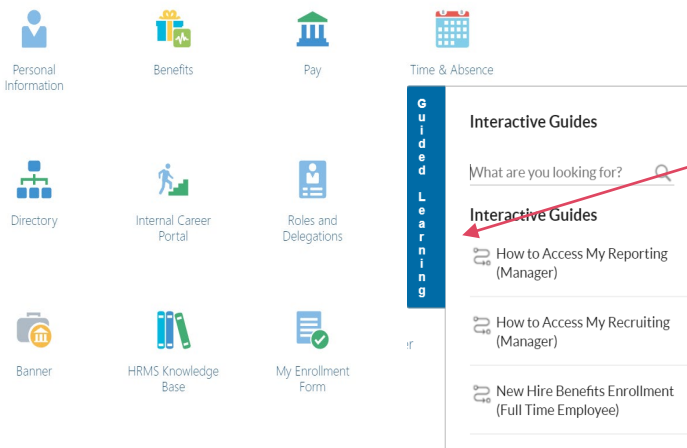 Personal
Information
Benefits
Pay
Time & Absence
Directory
Internal Career
Portal
Roles and
Delegations
Banner
HRMS Knowledge
Base
My Enrollment
Form
er
Guided Learning
Interactive Guides
What are you looking for?
Interactive Guides
How to Access My Reporting
(Manager)
How to Access My Recruiting
(Manager)
New Hire Benefits Enrollment
(Full Time Employee)